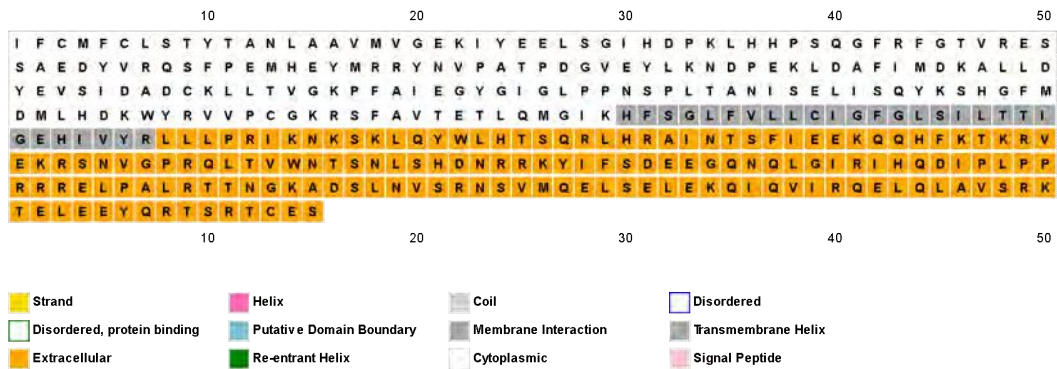 10 20 30 40 50
I F C M F C L S T Y T A N L A A V M V G E K I Y E E L S G I H D P K L H H P S Q G F R F G T V R E S
S A E D Y V R Q S F P E M H E Y M R R Y N V P A T P D G V E Y L K N D P E K L D A F I M D K A L L D
Y E V S I D A D C K L L T V G K P F A I E G Y G I G L P P N S P L T A N I S E L I S Q Y K S H G F M
D M L H D K W Y R V V P C G K R S F A V T E T L Q M G I K H F S G L F V L L C I G F G L S I L T T I
G E H I V Y R L L L P R I K N K S K L Q Y W L H T S Q R L H R A I N T S F I E E K Q Q H F K T K R V
E K R S N V G P R Q L T V W N T S N L S H D N R R K Y I F S D E E G Q N Q L G I R I H Q D I P L P P
R R R E L P A L R T T N G K A D S L N V S R N S V M Q E L S E L E K Q I Q V I R Q E L Q L A V S R K
T E L E E Y Q R T S R T C E S
10 20 30 40 50
Strand Helix Coil Disordered
Disordered, protein binding Putative Domain Boundary Membrane Interaction Transmembrane Helix
Extracellular Re-entrant Helix Cytoplasmic Signal Peptide